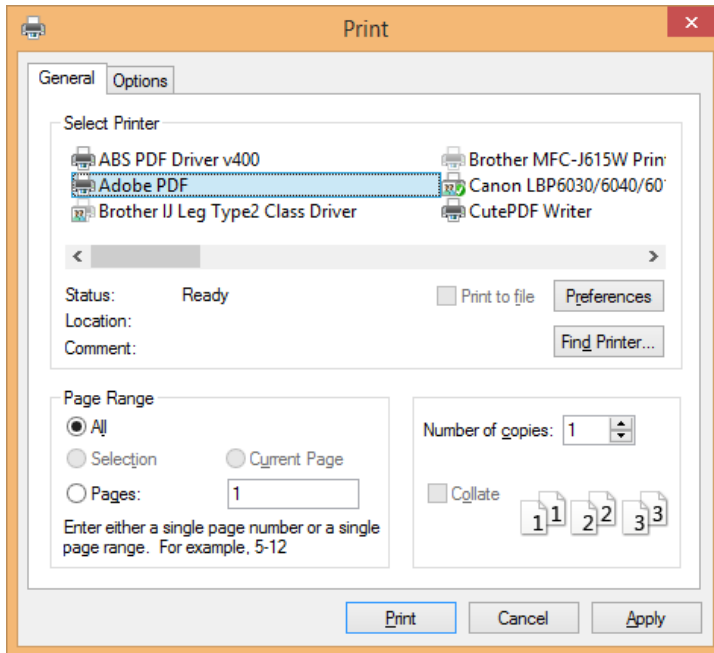 Print
General Options
Select Printer
ABS PDF Driver v400
Adobe PDF
Brother IJ Leg Type2 Class Driver
Brother MFC-J615W Prin
Canon LBP6030/6040/60
CutePDF Writer
Status: Ready
Location:
Comment:
Print to file
Preferences
Find Printer...
Page Range
All
Selection Current Page
Pages: 1
Enter either a single page number or a single
page range. For example, 5-12
Number of copies: 1
Collate
1 1 2 2 3 3
Print Cancel Apply